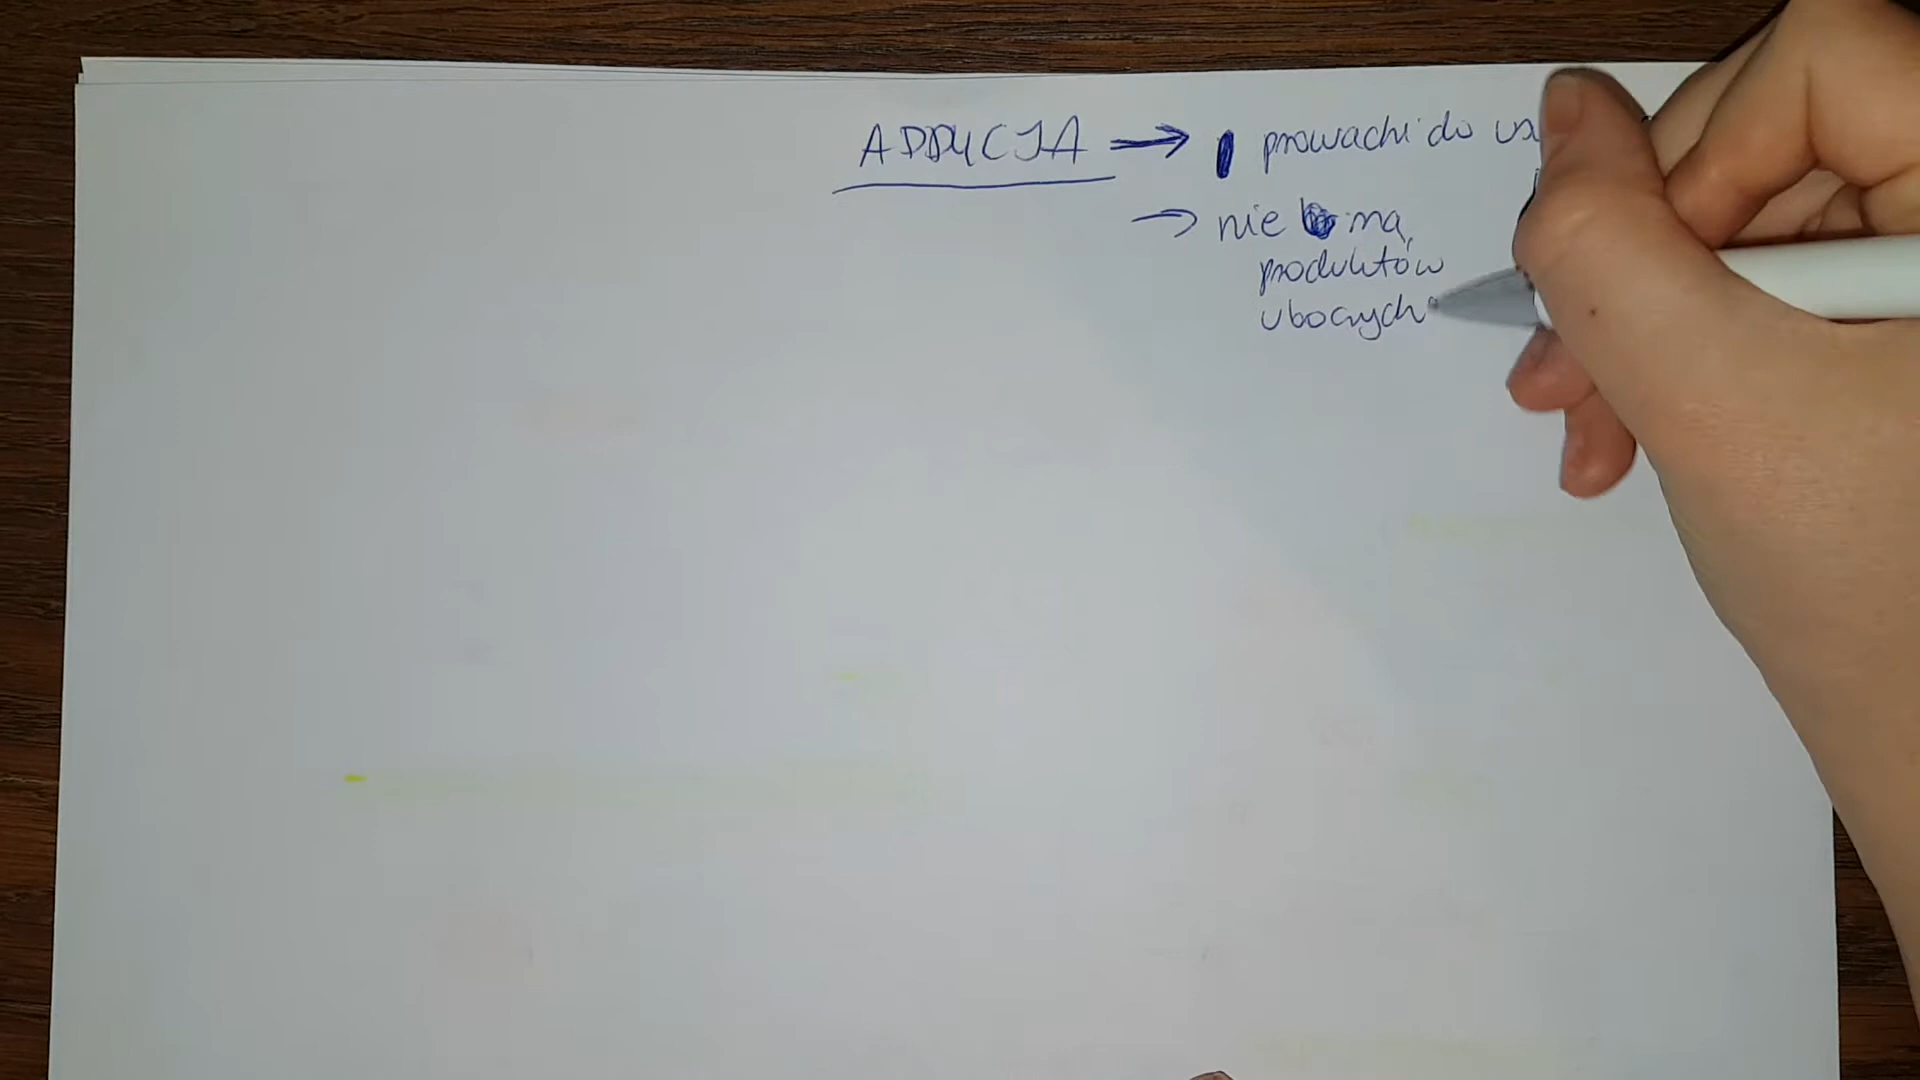 ADDYCJA → prowadzi do
→ nie ma
produktów
ubocznych